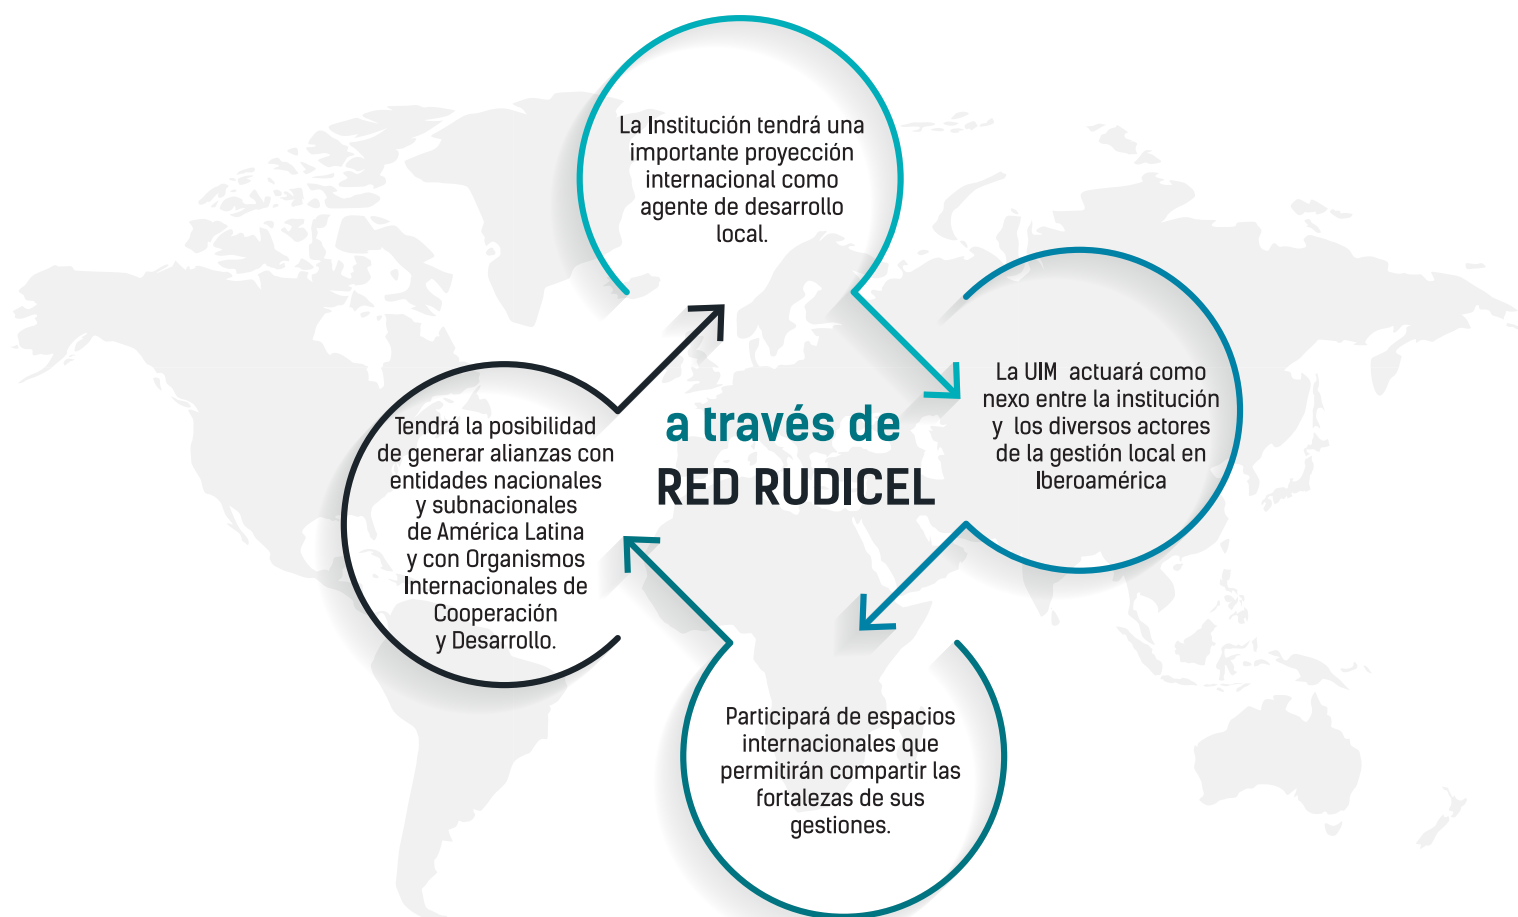 La Institución tendrá una
importante proyección
internacional como
agente de desarrollo
local.
La UIM actuará como
nexo entre la institución
y los diversos actores
de la gestión local en
Iberoamérica
a través de
RED RUDICEL
Tendrá la posibilidad
de generar alianzas con
entidades nacionales
y subnacionales
de América Latina
y con Organismos
Internacionales de
Cooperación
y Desarrollo.
Participará de espacios
internacionales que
permitirán compartir las
fortalezas de sus
gestiones.